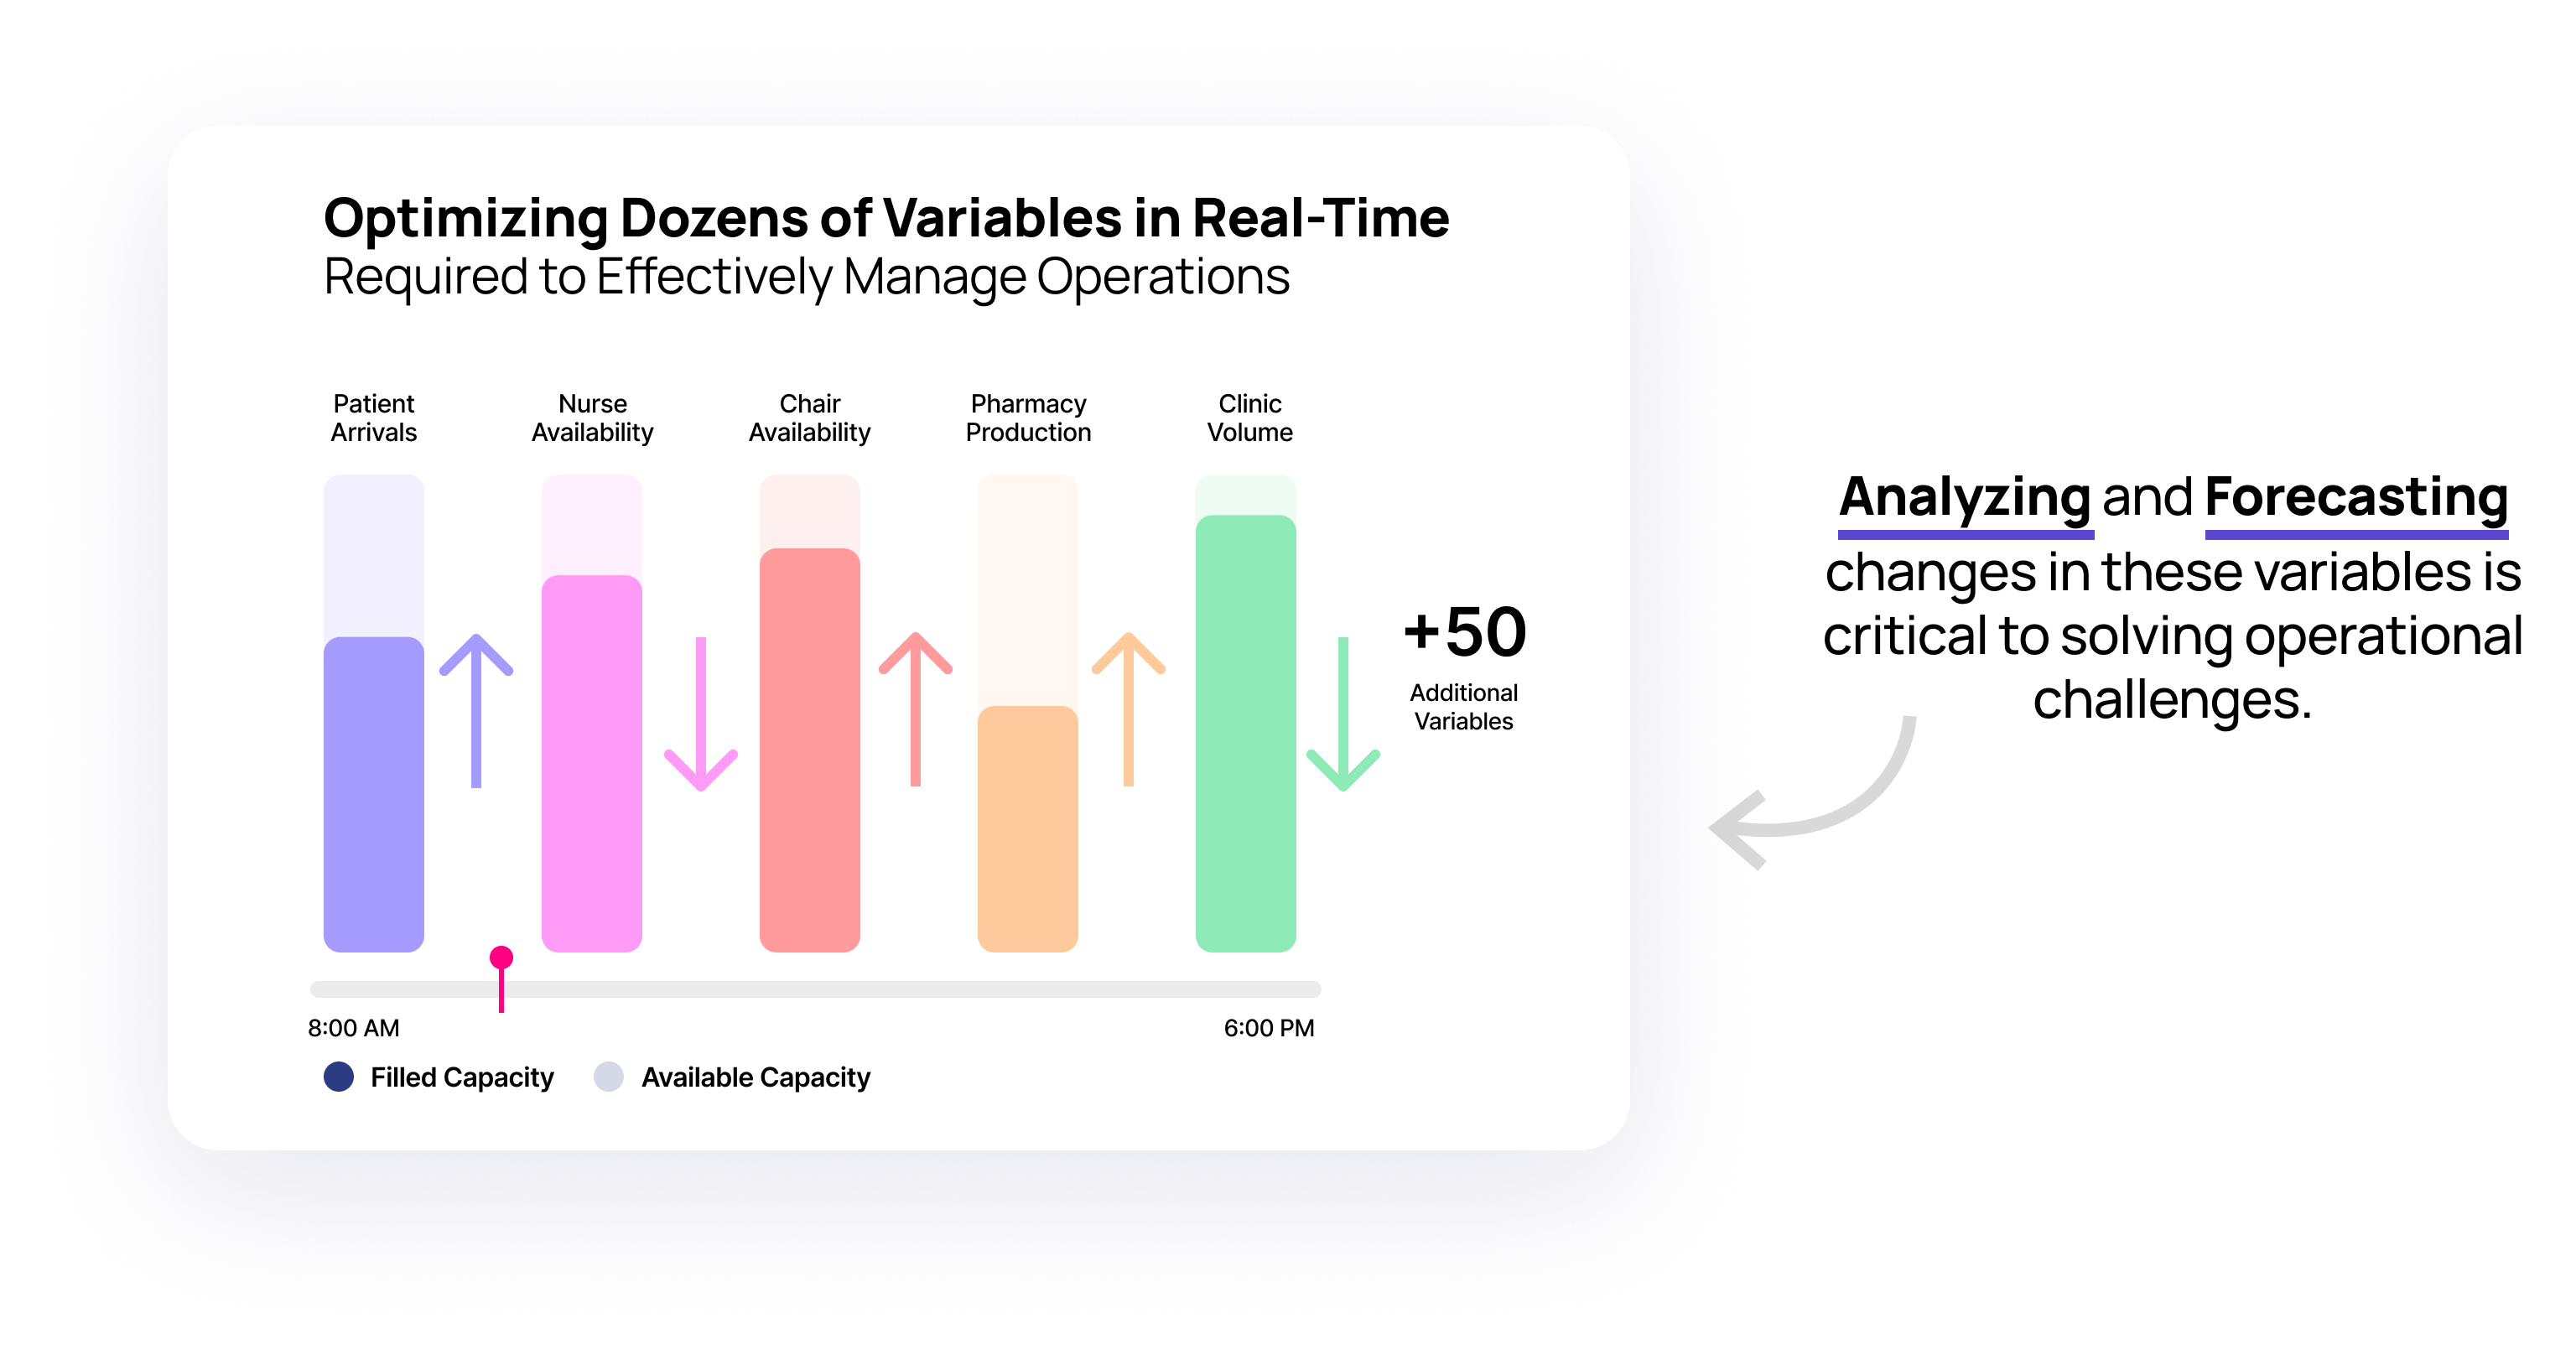 Optimizing Dozens of Variables in Real-Time
Required to Effectively Manage Operations
Patient
Arrivals
Nurse
Availability
Chair
Availability
Pharmacy
Production
Clinic
Volume
+50
Additional
Variables
8:00 AM
6:00 PM
Filled Capacity
Available Capacity
Analyzing and Forecasting
changes in these variables is
critical to solving operational
challenges.